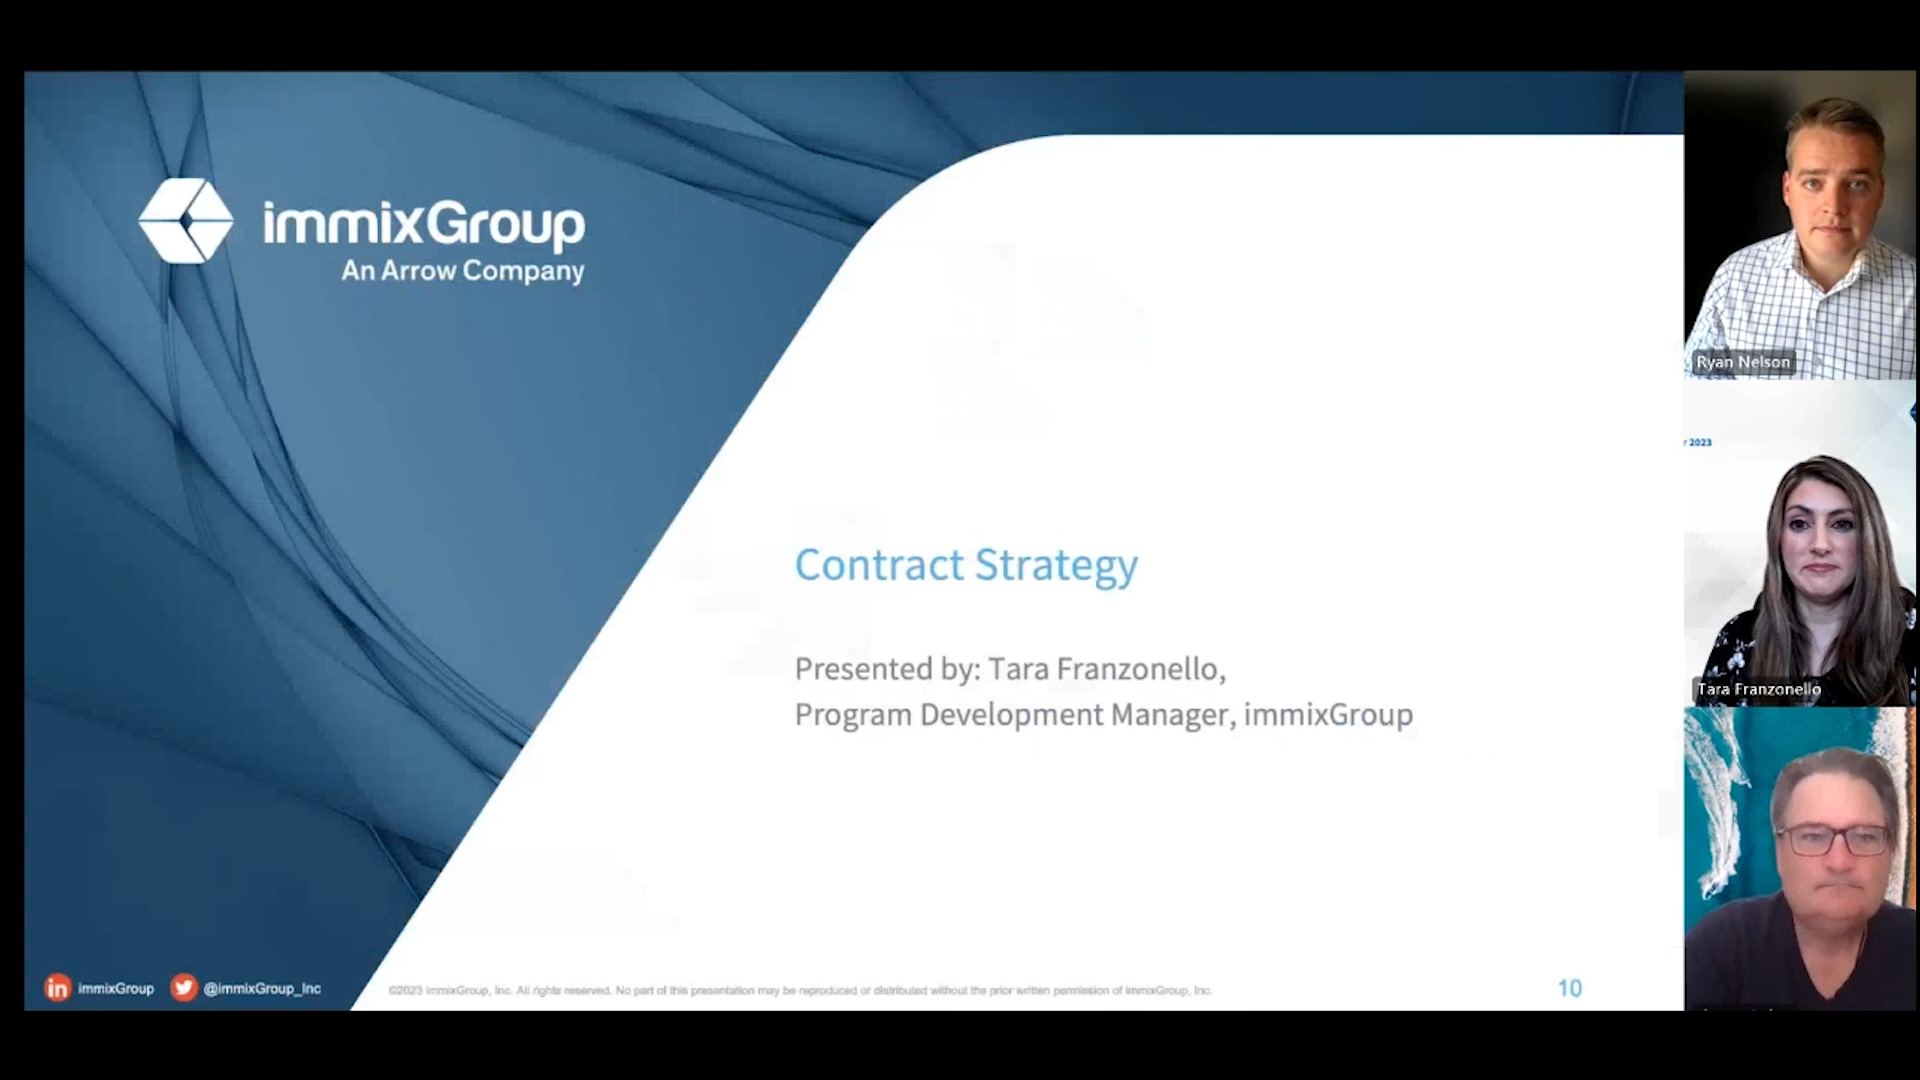 immixGroup
An Arrow Company
Contract Strategy
Presented by: Tara Franzonello,
Program Development Manager, immixGroup
in immixGroup
@immixGroup_Inc
©2023 immixGroup, Inc. All rights reserved. No part of this presentation may be reproduced or distributed without the prior written permission of immixGroup, Inc.
10
Ryan Nelson
2023
Tara Franzonello